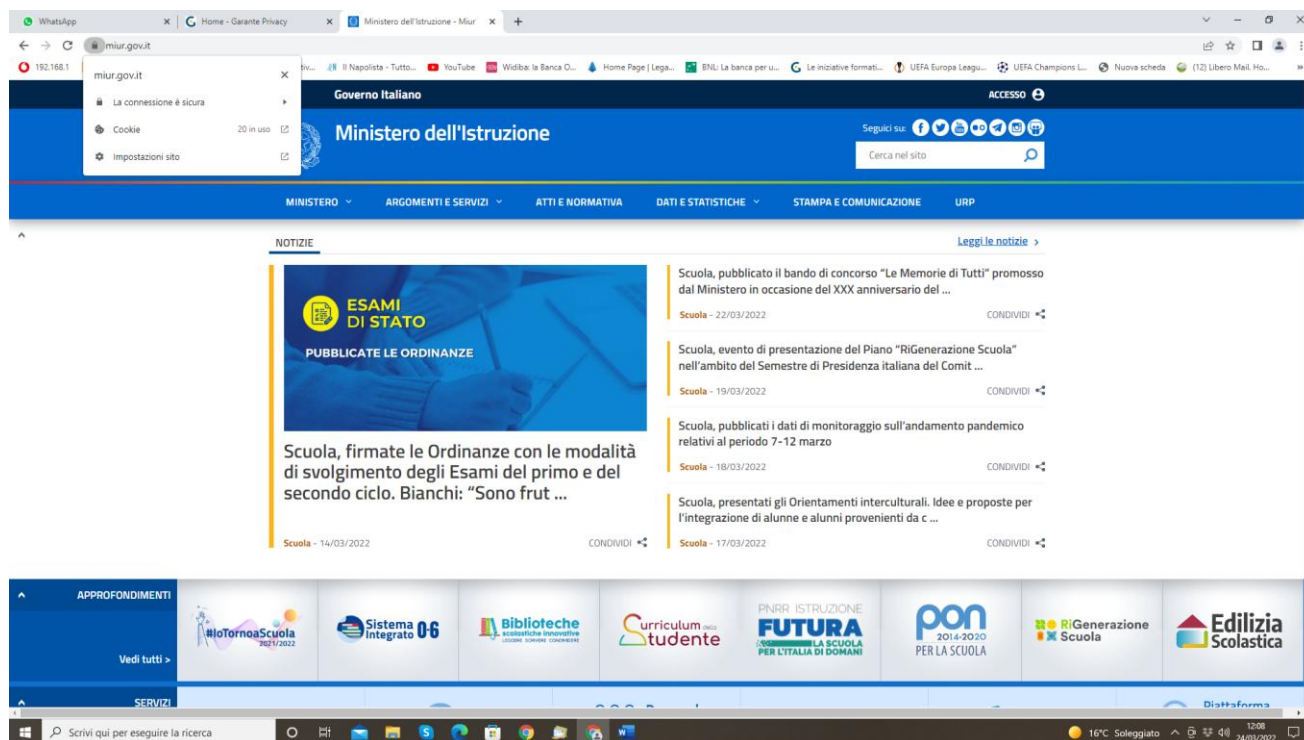 WhatsApp
Home - Garante Privacy
Ministero dell'Istruzione - Miur
miur.gov.it
192.168.1
Il Napolista - Tutto...
YouTube
Widiba: la Banca O...
Home Page | Lega...
BNL: La banca per u...
Le iniziative formati...
UEFA Europa Leagu...
UEFA Champions L...
Nuova scheda
(12) Libero Mail. Ho...
miur.gov.it
La connessione è sicura
Cookie
20 in uso
Impostazioni sito
Governo Italiano
ACCESSO
Ministero dell'Istruzione
Seguici su:
Cerca nel sito
MINISTERO
ARGOMENTI E SERVIZI
ATTI E NORMATIVA
DATI E STATISTICHE
STAMPA E COMUNICAZIONE
URP
NOTIZIE
Leggi le notizie
ESAMI
DI STATO
PUBBLICATE LE ORDINANZE
Scuola, firmate le Ordinanze con le modalità
di svolgimento degli Esami del primo e del
secondo ciclo. Bianchi: “Sono frut ...
Scuola - 14/03/2022
CONDIVIDI
Scuola, pubblicato il bando di concorso “Le Memorie di Tutti” promosso
dal Ministero in occasione del XXX anniversario del ...
Scuola - 22/03/2022
CONDIVIDI
Scuola, evento di presentazione del Piano “RiGenerazione Scuola”
nell’ambito del Semestre di Presidenza italiana del Comit ...
Scuola - 19/03/2022
CONDIVIDI
Scuola, pubblicati i dati di monitoraggio sull’andamento pandemico
relativi al periodo 7-12 marzo
Scuola - 18/03/2022
CONDIVIDI
Scuola, presentati gli Orientamenti interculturali. Idee e proposte per
l’integrazione di alunne e alunni provenienti da c ...
Scuola - 17/03/2022
CONDIVIDI
APPROFONDIMENTI
Vedi tutti >
#IoTornoaScuola
2021/2022
Sistema
Integrato 0-6
Biblioteche
scolastiche innovative
LEGGERE SCRIVERE CONDIVIDERE
Curriculum dello
Studente
PNRR ISTRUZIONE
FUTURA
LA SCUOLA
PER L'ITALIA DI DOMANI
pon
2014-2020
PER LA SCUOLA
RiGenerazione
Scuola
Edilizia
Scolastica
SERVIZI
Piattaforma
Scrivi qui per eseguire la ricerca
16°C Soleggiato
12:08
24/03/2022